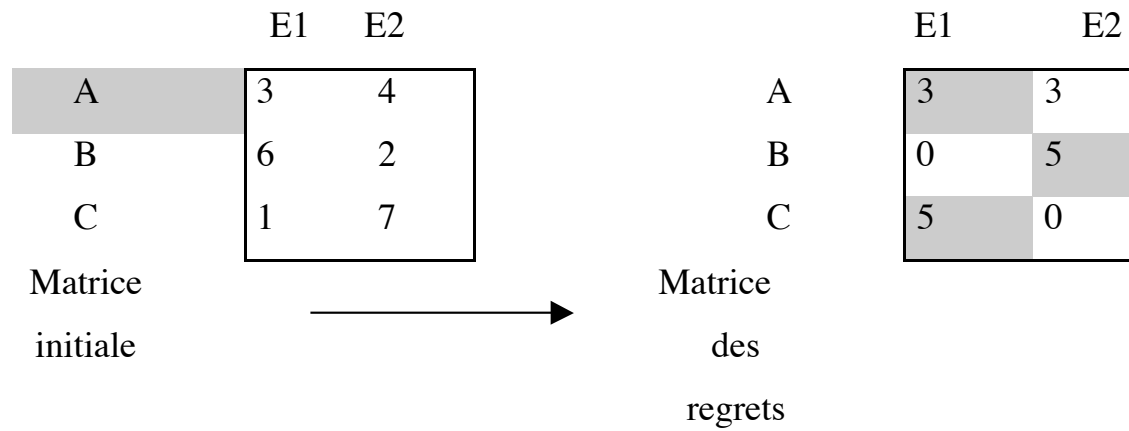 E1 E2 E1 E2
A 3 4 A 3 3
B 6 2 B 0 5
C 1 7 C 5 0
Matrice Matrice
initiale des
regrets